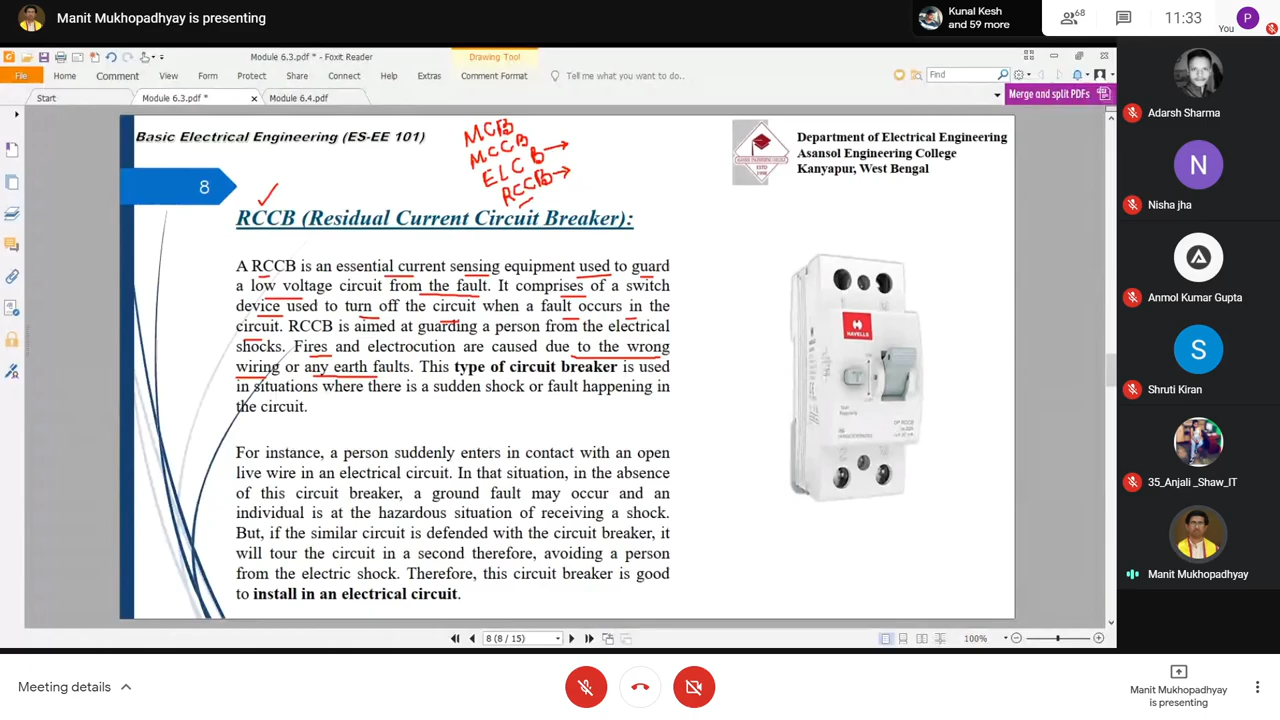 Manit Mukhopadhyay is presenting
Kunal Kesh
and 59 more
68
11:33
You
P
Module 6.3.pdf * - Foxit Reader
Drawing Tool
File
Home
Comment
View
Form
Protect
Share
Connect
Help
Extras
Comment Format
Tell me what you want to do..
Find
Start
Module 6.3.pdf *
Module 6.4.pdf
Merge and split PDFs
Basic Electrical Engineering (ES-EE 101)
MCB
MCCB
ELCB
RCCB
Department of Electrical Engineering
Asansol Engineering College
Kanyapur, West Bengal
8
RCCB (Residual Current Circuit Breaker):
A RCCB is an essential current sensing equipment used to guard
a low voltage circuit from the fault. It comprises of a switch
device used to turn off the circuit when a fault occurs in the
circuit. RCCB is aimed at guarding a person from the electrical
shocks. Fires and electrocution are caused due to the wrong
wiring or any earth faults. This type of circuit breaker is used
in situations where there is a sudden shock or fault happening in
the circuit.
For instance, a person suddenly enters in contact with an open
live wire in an electrical circuit. In that situation, in the absence
of this circuit breaker, a ground fault may occur and an
individual is at the hazardous situation of receiving a shock.
But, if the similar circuit is defended with the circuit breaker, it
will tour the circuit in a second therefore, avoiding a person
from the electric shock. Therefore, this circuit breaker is good
to install in an electrical circuit.
HAVELLS
8 (8 / 15)
100%
Adarsh Sharma
N
Nisha jha
Anmol Kumar Gupta
S
Shruti Kiran
35_Anjali _Shaw_IT
Manit Mukhopadhyay
Meeting details
Manit Mukhopadhyay
is presenting